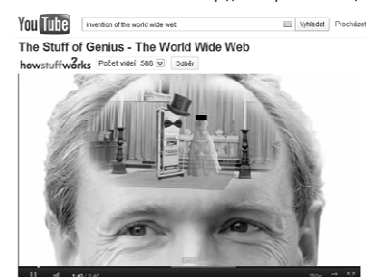 YouTube invention of the world wide web Vyhledat Procházet
The Stuff of Genius - The World Wide Web
howstuffworks Počet videí 588 Odběr